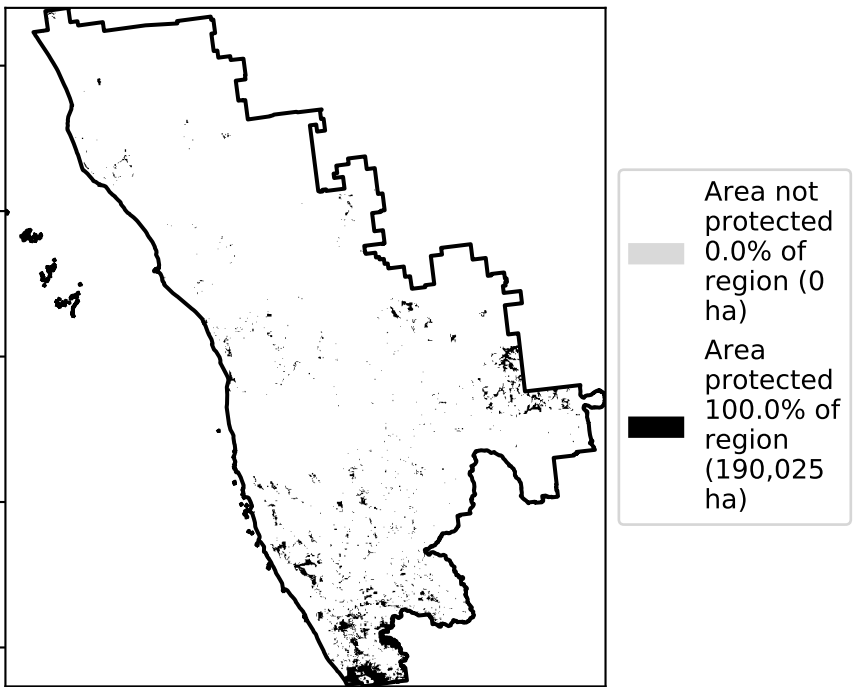 Area not
protected
0.0% of
region (0
ha)
Area
protected
100.0% of
region
(190,025
ha)